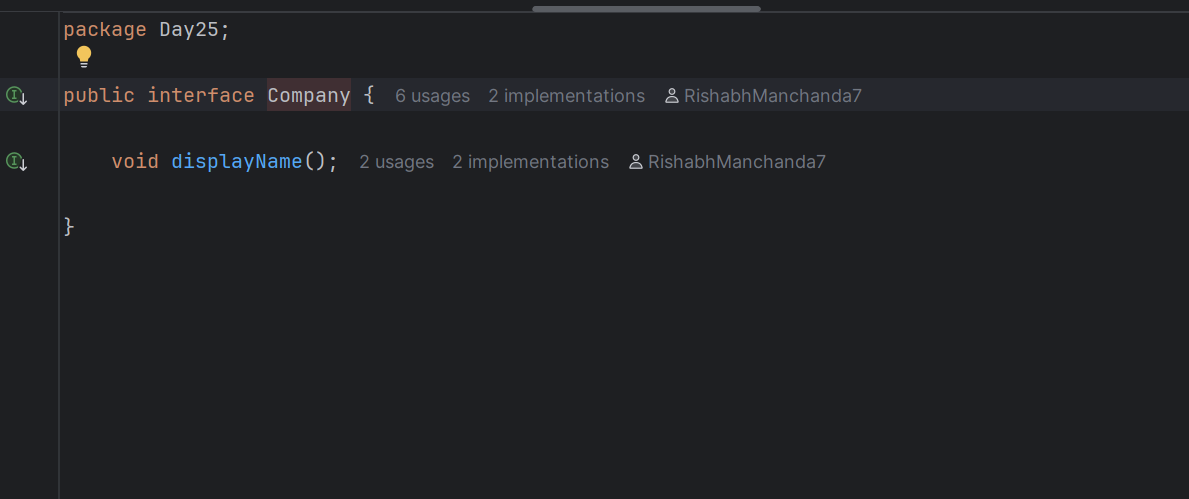 package Day25;
public interface Company { 6 usages 2 implementations RishabhManchanda7
void displayName(); 2 usages 2 implementations RishabhManchanda7
}